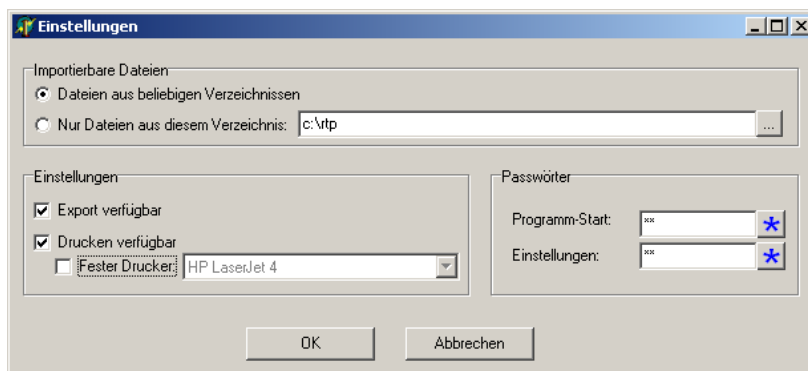 Einstellungen
Importierbare Dateien
Dateien aus beliebigen Verzeichnissen
Nur Dateien aus diesem Verzeichnis: c:\rtp ...
Einstellungen
Export verfügbar
Drucken verfügbar
Fester Drucker: HP LaserJet 4
Passwörter
Programm-Start: **
Einstellungen: **
OK Abbrechen